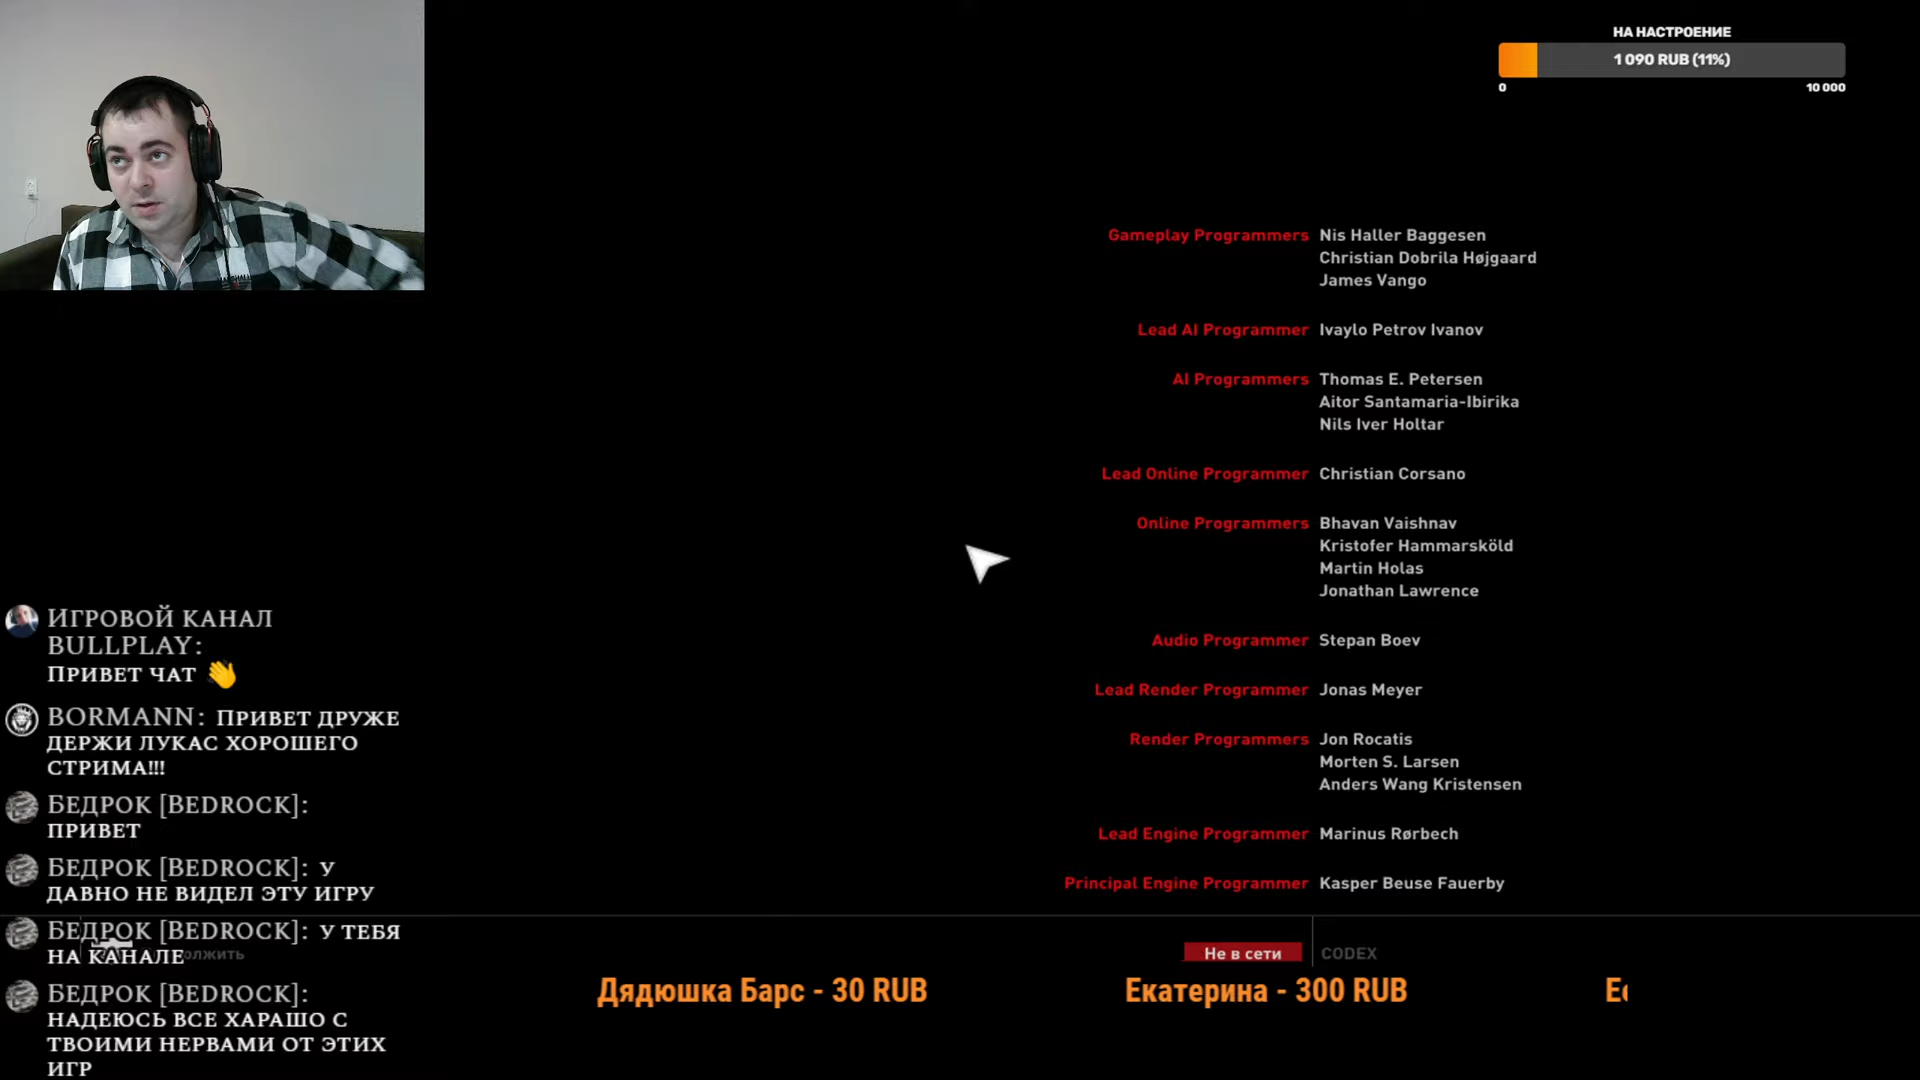 НА НАСТРОЕНИЕ
1 090 RUB (11%)
0 10 000
Gameplay Programmers Nis Haller Baggesen
Christian Dobrila Højgaard
James Vango
Lead AI Programmer Ivaylo Petrov Ivanov
AI Programmers Thomas E. Petersen
Aitor Santamaria-Ibirika
Nils Iver Holtar
Lead Online Programmer Christian Corsano
Online Programmers Bhavan Vaishnav
Kristofer Hammarsköld
Martin Holas
Jonathan Lawrence
Audio Programmer Stepan Boev
Lead Render Programmer Jonas Meyer
Render Programmers Jon Rocatis
Morten S. Larsen
Anders Wang Kristensen
Lead Engine Programmer Marinus Rørbech
Principal Engine Programmer Kasper Beuse Fauerby
ИГРОВОЙ КАНАЛ
BULLPLAY:
ПРИВЕТ ЧАТ 👋
BORMANN: ПРИВЕТ ДРУЖЕ
ДЕРЖИ ЛУКАС ХОРОШЕГО
СТРИМА!!!
БЕДРОК [BEDROCK]:
ПРИВЕТ
БЕДРОК [BEDROCK]: У
ДАВНО НЕ ВИДЕЛ ЭТУ ИГРУ
БЕДРОК [BEDROCK]: У ТЕБЯ
НА КАНАЛЕ
БЕДРОК [BEDROCK]:
НАДЕЮСЬ ВСЕ ХАРАШО С
ТВОИМИ НЕРВАМИ ОТ ЭТИХ
ИГР
Не в сети CODEX
Дядюшка Барс - 30 RUB Екатерина - 300 RUB